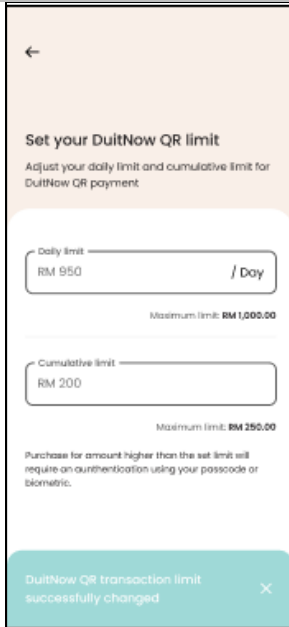 Set your DuitNow QR limit
Adjust your daily limit and cumulative limit for
DuitNow QR payment
Daily limit
RM 950 / Day
Maximum limit: RM 1,000.00
Cumulative limit
RM 200
Maximum limit: RM 250.00
Purchase for amount higher than the set limit will
require an aunthentication using your passcode or
biometric.
DuitNow QR transaction limit
successfully changed